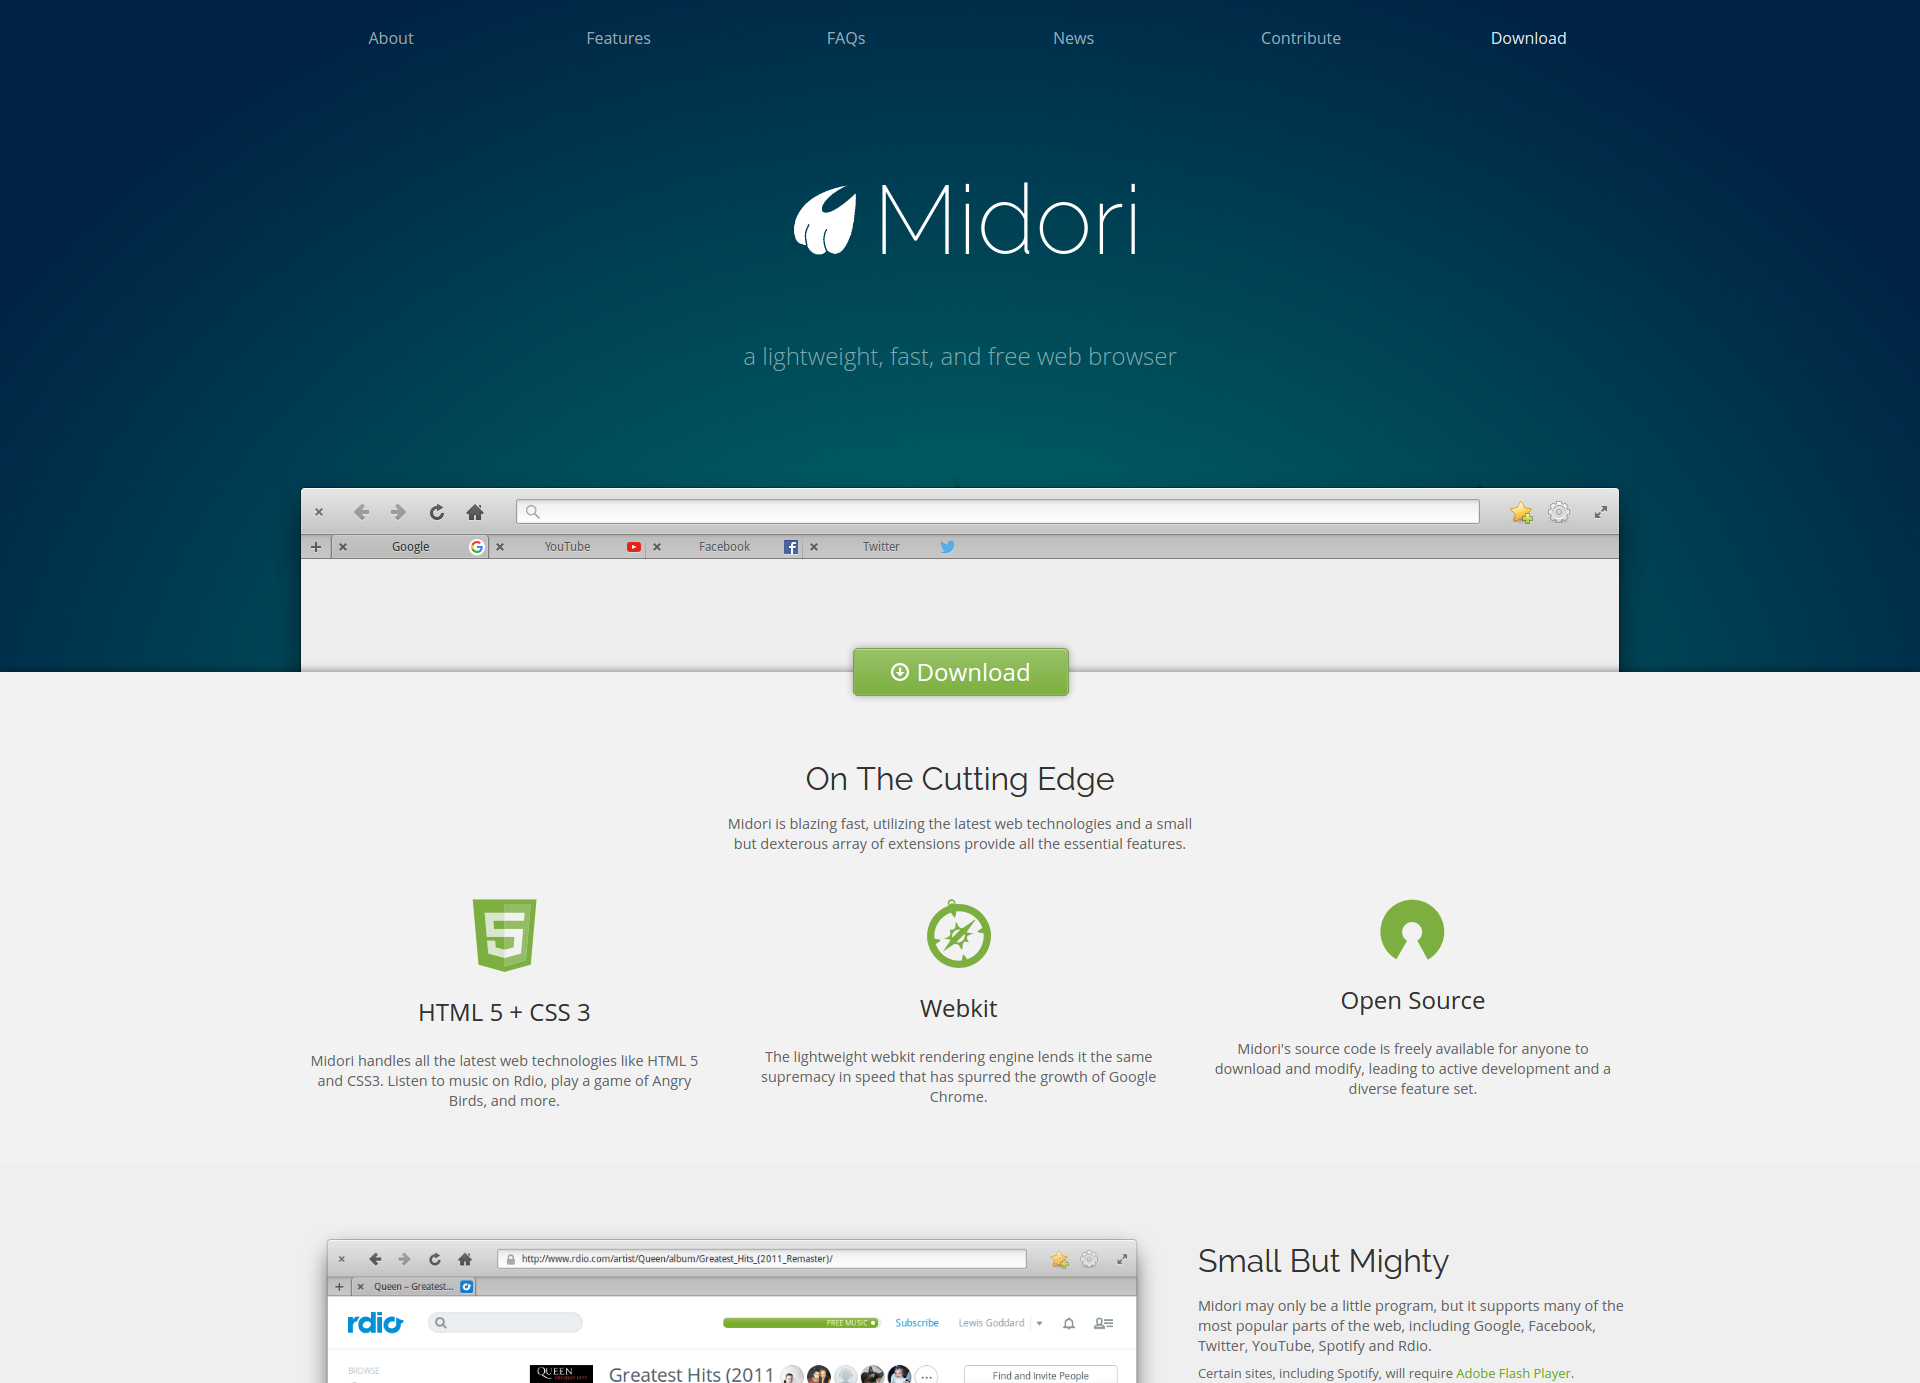 About Features FAQs News Contribute Download
Midori
a lightweight, fast, and free web browser
Google YouTube Facebook Twitter
Download
On The Cutting Edge
Midori is blazing fast, utilizing the latest web technologies and a small
but dexterous array of extensions provide all the essential features.
HTML 5 + CSS 3
Midori handles all the latest web technologies like HTML 5
and CSS3. Listen to music on Rdio, play a game of Angry
Birds, and more.
Webkit
The lightweight webkit rendering engine lends it the same
supremacy in speed that has spurred the growth of Google
Chrome.
Open Source
Midori's source code is freely available for anyone to
download and modify, leading to active development and a
diverse feature set.
http://www.rdio.com/artist/Queen/album/Greatest_Hits_(2011_Remaster)/
Queen – Greatest...
rdio FREE MUSIC Subscribe Lewis Goddard
BROWSE
QUEEN
Greatest Hits (2011
Find and Invite People
Small But Mighty
Midori may only be a little program, but it supports many of the
most popular parts of the web, including Google, Facebook,
Twitter, YouTube, Spotify and Rdio.
Certain sites, including Spotify, will require Adobe Flash Player.